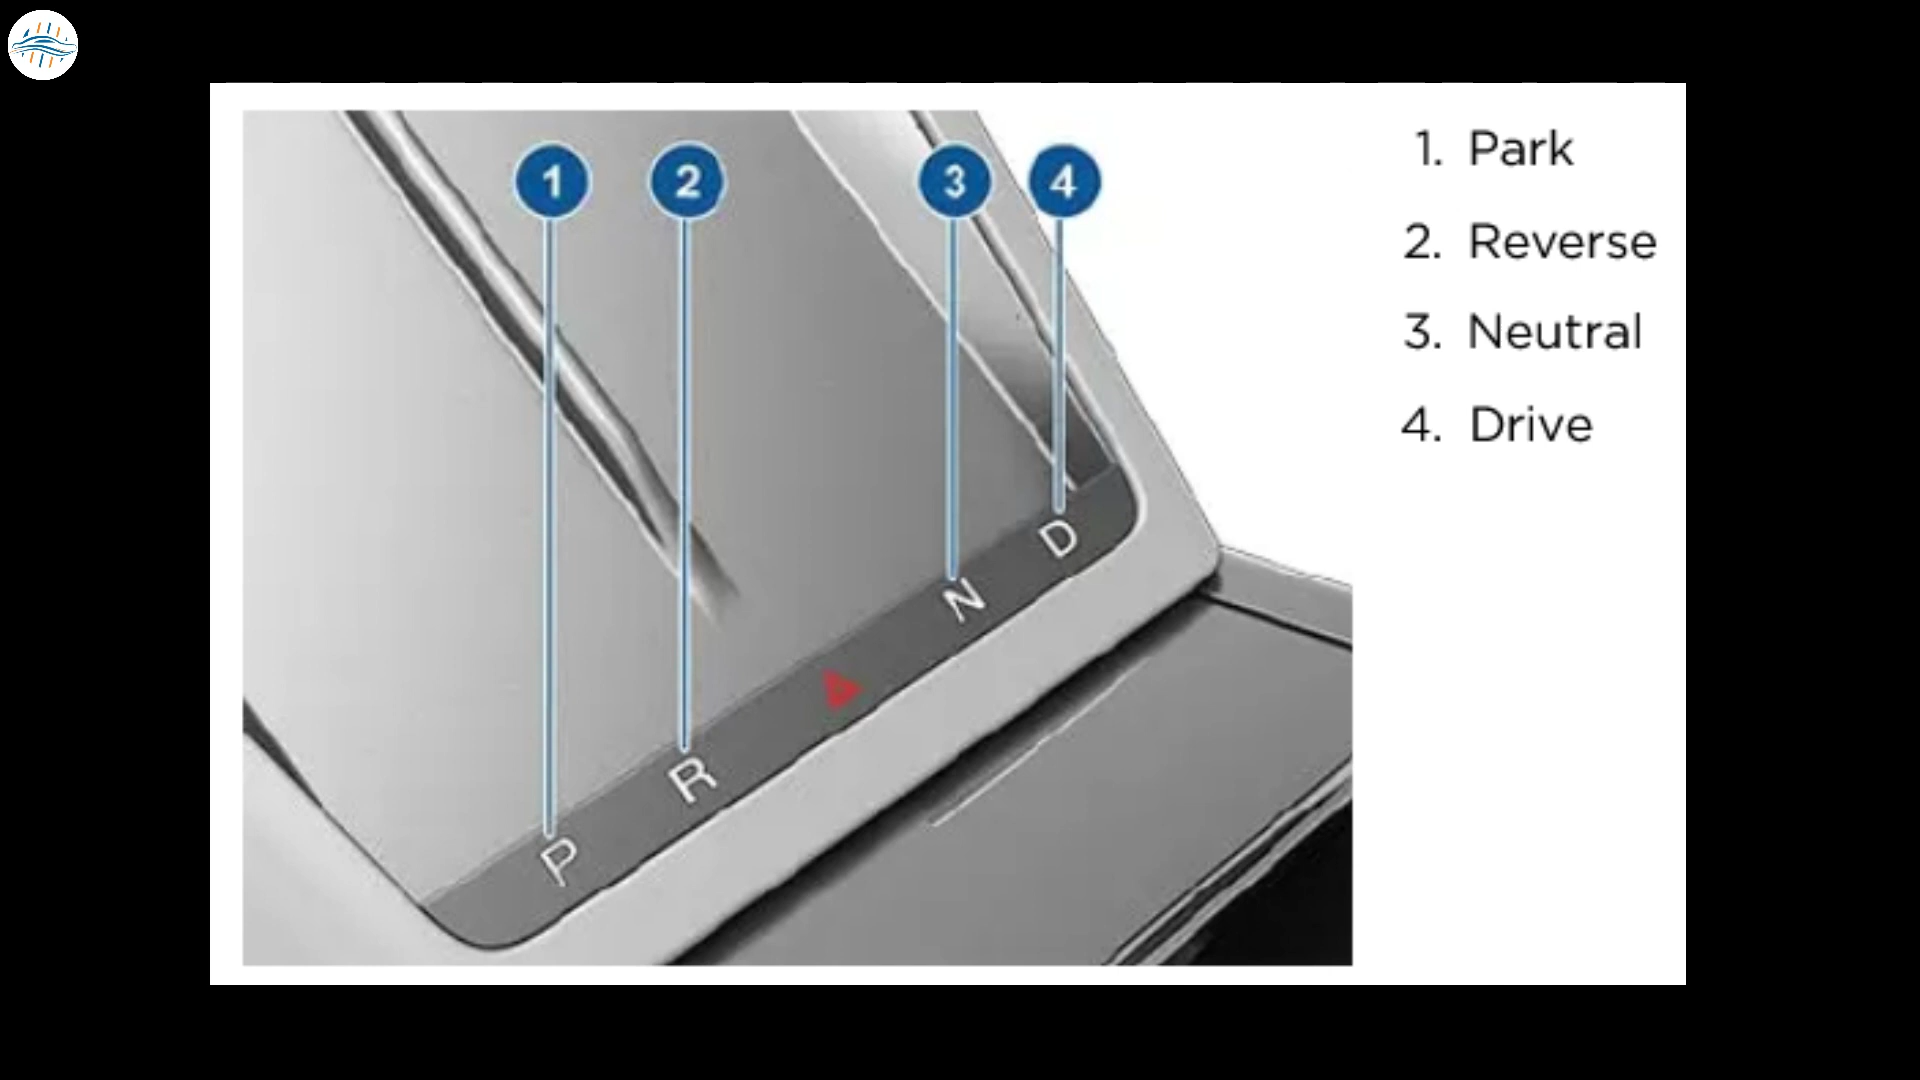 1 2 3 4
1. Park
2. Reverse
3. Neutral
4. Drive
D
N
R
P